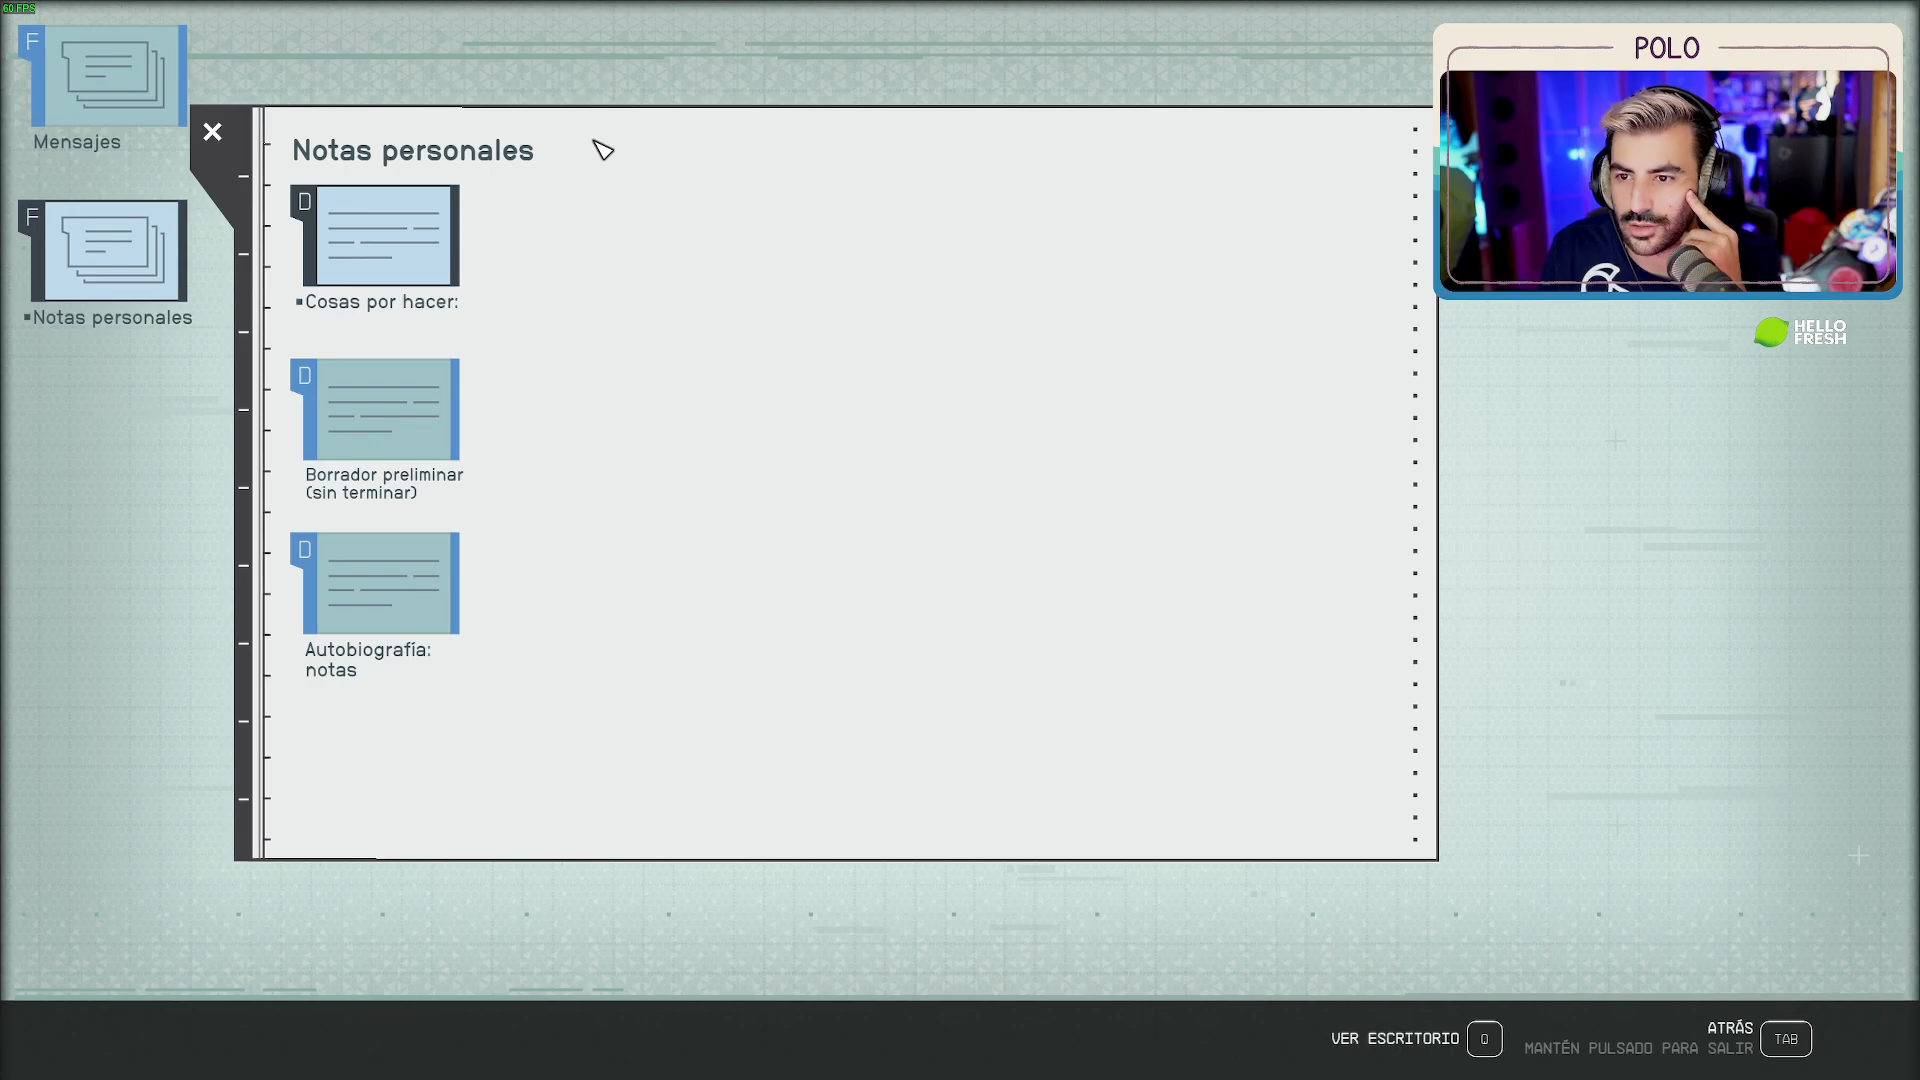 60 FPS
F
Mensajes
F
Notas personales
Notas personales
D
Cosas por hacer:
D
Borrador preliminar
(sin terminar)
D
Autobiografía:
notas
POLO
HELLO
FRESH
VER ESCRITORIO Q
ATRÁS
MANTÉN PULSADO PARA SALIR
TAB